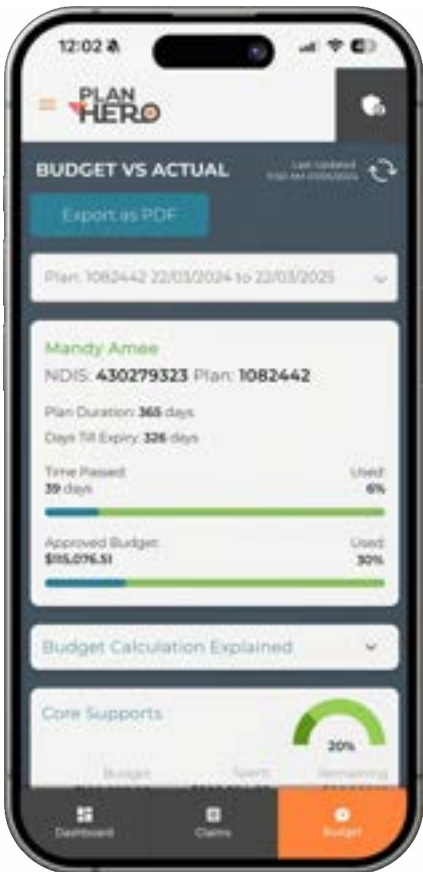 12:02
PLAN
HERO
BUDGET VS ACTUAL
Last Updated
Export as PDF
Plan: 1082442 22/03/2024 to 22/03/2025
Mandy Amee
NDIS: 430279323 Plan: 1082442
Plan Duration: 365 days
Days Till Expiry: 326 days
Time Passed: Used:
39 days 6%
Approved Budget: Used:
$115,076.51 30%
Budget Calculation Explained
Core Supports
20%
Budget Spent Remaining
Dashboard Claims Budget